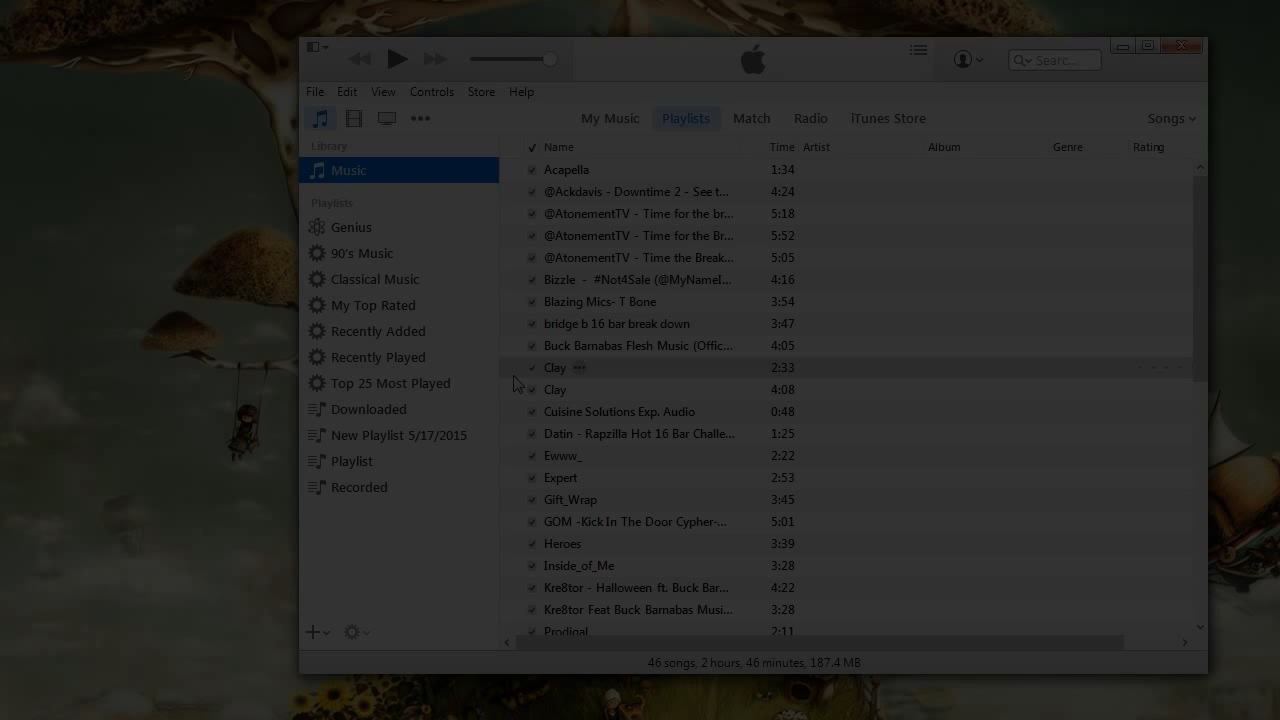 Search...
File Edit View Controls Store Help
My Music Playlists Match Radio iTunes Store Songs
Library
Music
Playlists
Genius
90's Music
Classical Music
My Top Rated
Recently Added
Recently Played
Top 25 Most Played
Downloaded
New Playlist 5/17/2015
Playlist
Recorded
✓ Name Time Artist Album Genre Rating
Acapella 1:34
@Ackdavis - Downtime 2 - See t... 4:24
@AtonementTV - Time for the br... 5:18
@AtonementTV - Time for the Br... 5:52
@AtonementTV - Time the Break... 5:05
Bizzle - #Not4Sale (@MyNameI... 4:16
Blazing Mics- T Bone 3:54
bridge b 16 bar break down 3:47
Buck Barnabas Flesh Music (Offic... 4:05
Clay ••• 2:33
Clay 4:08
Cuisine Solutions Exp. Audio 0:48
Datin - Rapzilla Hot 16 Bar Challe... 1:25
Ewww_ 2:22
Expert 2:53
Gift_Wrap 3:45
GOM -Kick In The Door Cypher-... 5:01
Heroes 3:39
Inside_of_Me 3:28
Kre8tor - Halloween ft. Buck Bar... 4:22
Kre8tor Feat Buck Barnabas Musi... 3:28
Prodigal 2:11
46 songs, 2 hours, 46 minutes, 187.4 MB